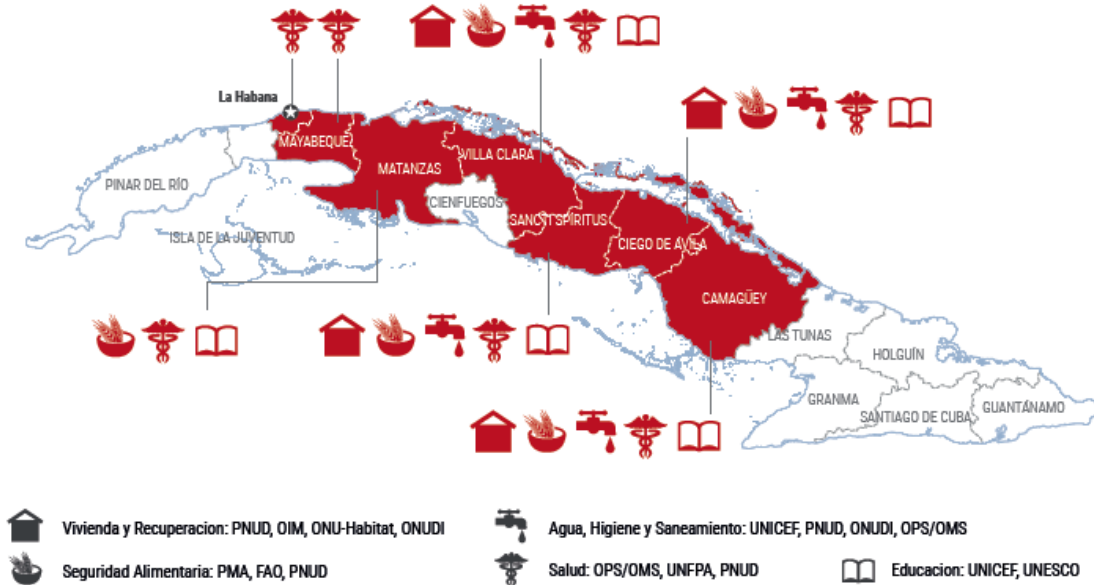 La Habana
MAYABEQUE
MATANZAS
VILLA CLARA
PINAR DEL RÍO
CIENFUEGOS
SANCTI SPÍRITUS
ISLA DE LA JUVENTUD
CIEGO DE ÁVILA
CAMAGÜEY
LAS TUNAS
HOLGUÍN
GRANMA
SANTIAGO DE CUBA
GUANTÁNAMO
Vivienda y Recuperacion: PNUD, OIM, ONU-Habitat, ONUDI
Agua, Higiene y Saneamiento: UNICEF, PNUD, ONUDI, OPS/OMS
Seguridad Alimentaria: PMA, FAO, PNUD
Salud: OPS/OMS, UNFPA, PNUD
Educacion: UNICEF, UNESCO